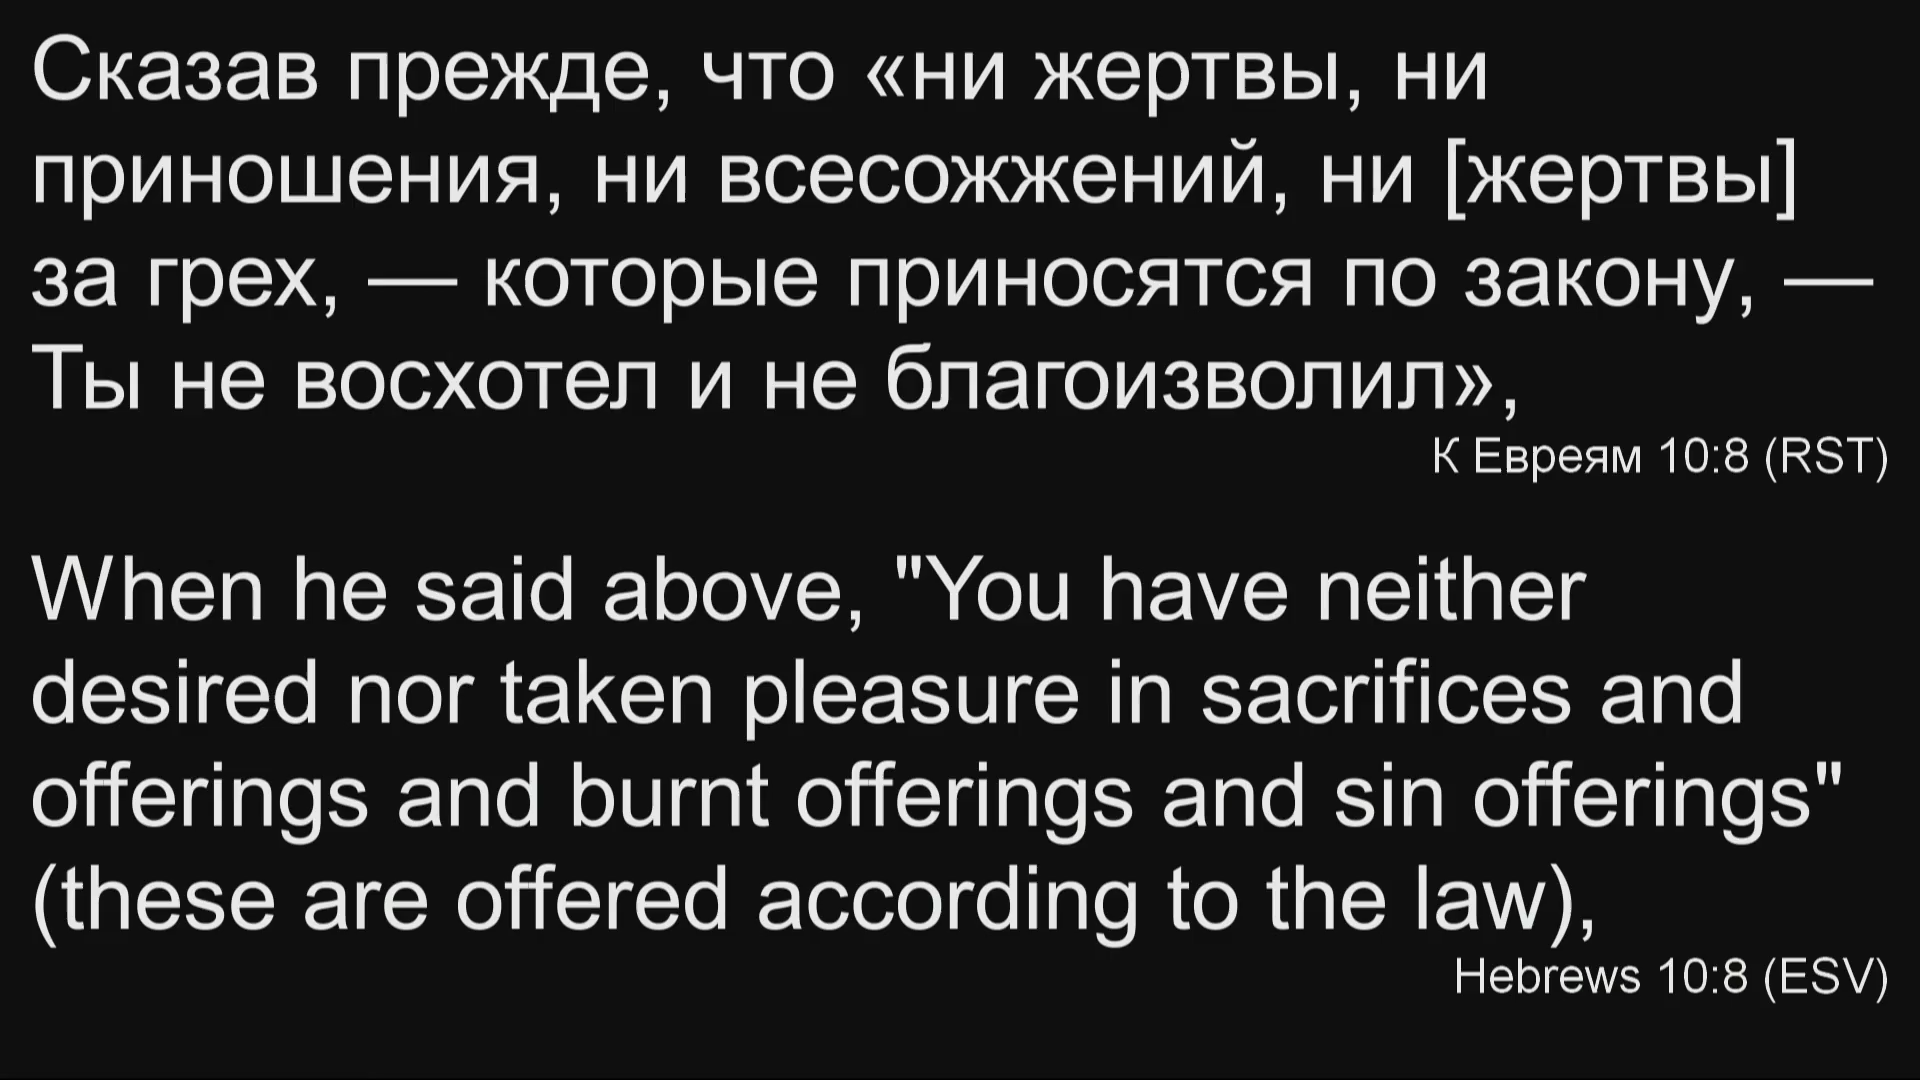 Сказав прежде, что «ни жертвы, ни
приношения, ни всесожжений, ни [жертвы]
за грех, — которые приносятся по закону, —
Ты не восхотел и не благоизволил»,
К Евреям 10:8 (RST)
When he said above, "You have neither
desired nor taken pleasure in sacrifices and
offerings and burnt offerings and sin offerings"
(these are offered according to the law),
Hebrews 10:8 (ESV)